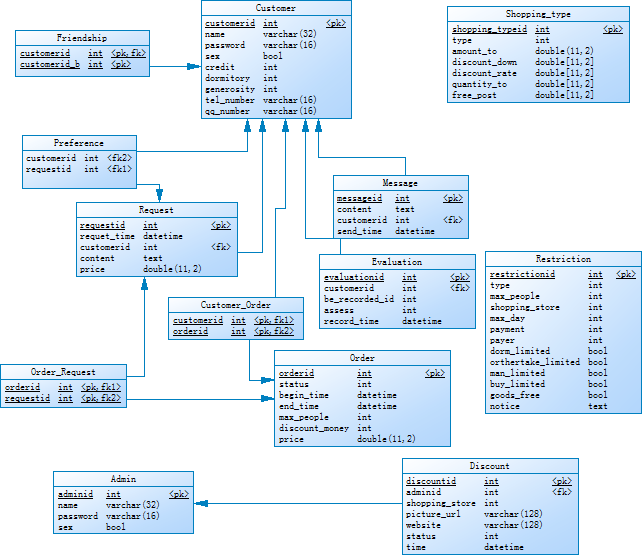 Customer
customerid int <pk>
name varchar(32)
password varchar(16)
sex bool
credit int
dormitory int
generosity int
tel_number varchar(16)
qq_number varchar(16)
Shopping_type
shopping_typeid int <pk>
type int
amount_to double(11,2)
discount_down double[11,2]
discount_rate double[11,2]
quantity_to double[11,2]
free_post double[11,2]
Friendship
customerid int <pk,fk>
customerid_b int <pk>
Preference
customerid int <fk2>
requestid int <fk1>
Message
messageid int <pk>
content text
customerid int <fk>
send_time datetime
Request
requestid int <pk>
requet_time datetime
customerid int <fk>
content text
price double(11,2)
Evaluation
evaluationid int <pk>
customerid int <fk>
be_recorded_id int
assess int
record_time datetime
Restriction
restrictionid int <pk>
type int
max_people int
shopping_store int
max_day int
payment int
payer int
dorm_limited bool
orthertake_limited bool
man_limited bool
buy_limited bool
goods_free bool
notice text
Customer_Order
customerid int <pk,fk1>
orderid int <pk,fk2>
Order
orderid int <pk>
status int
begin_time datetime
end_time datetime
max_people int
discount_money int
price double(11,2)
Order_Request
orderid int <pk,fk1>
requestid int <pk,fk2>
Admin
adminid int <pk>
name varchar(32)
password varchar(16)
sex bool
Discount
discountid int <pk>
adminid int <fk>
shopping_store int
picture_url varchar(128)
website varchar(128)
status int
time datetime